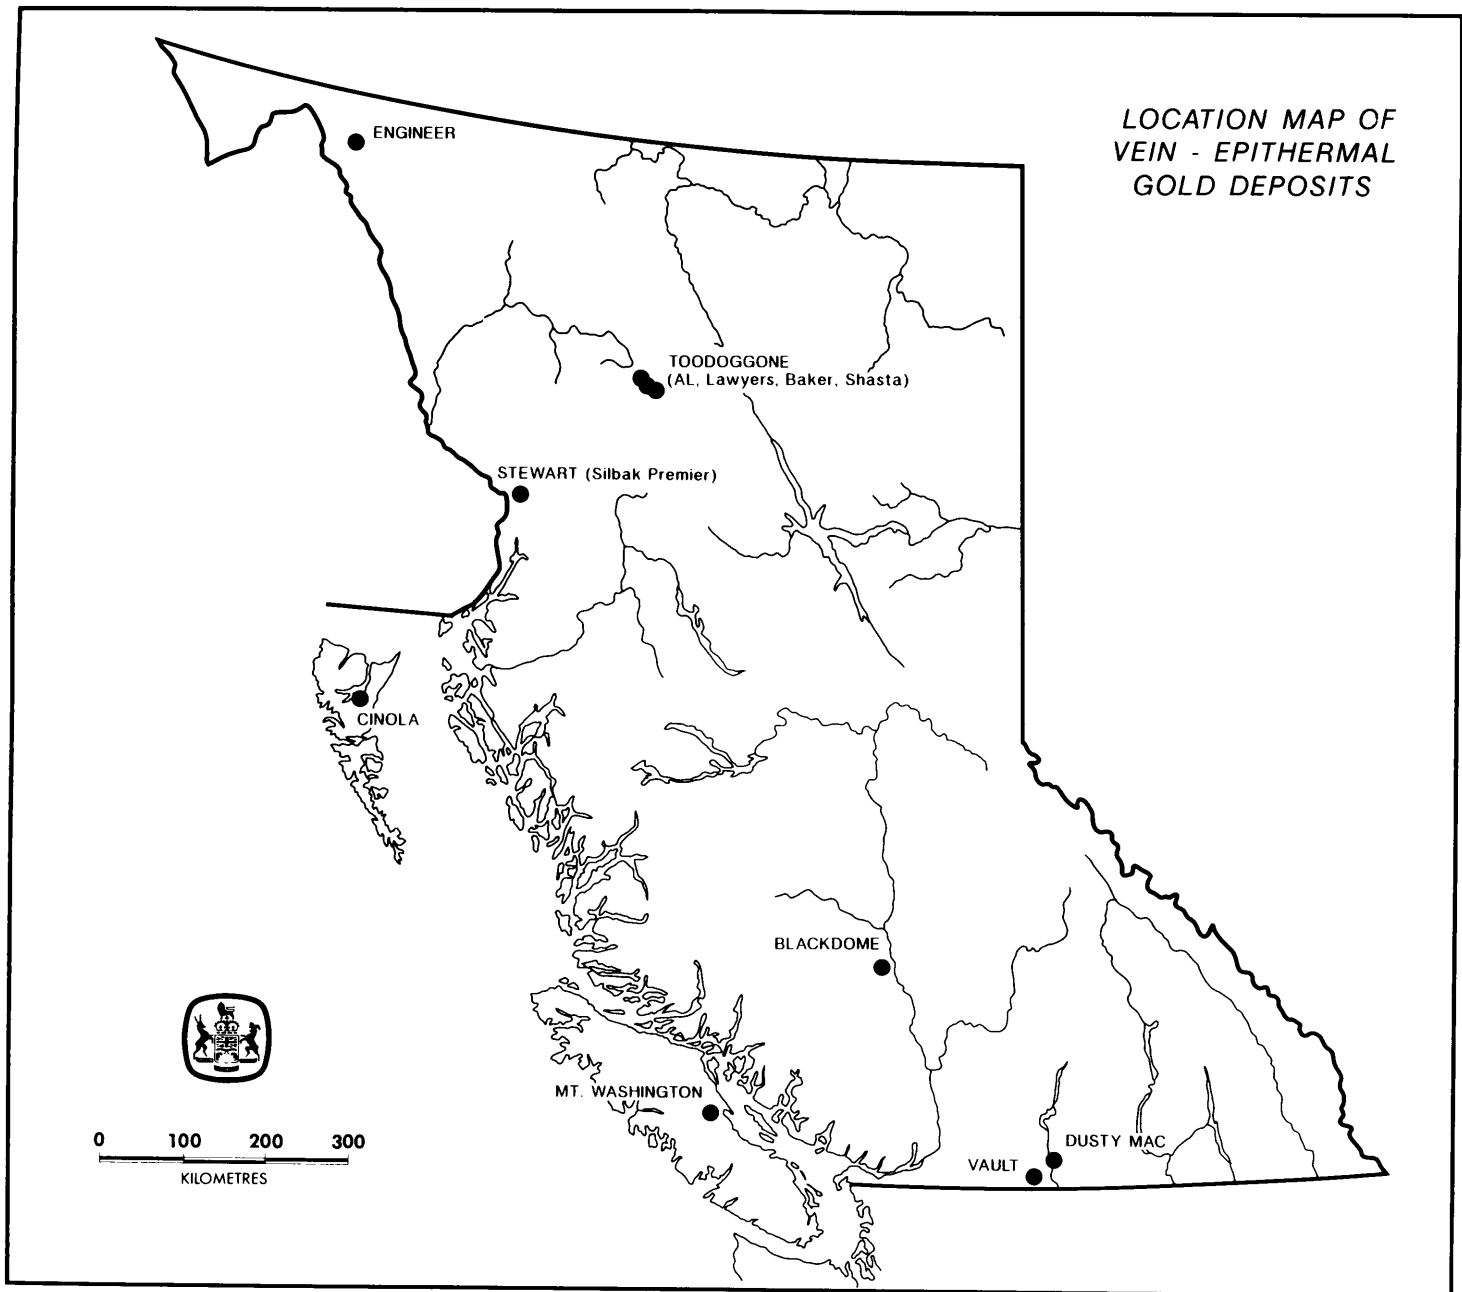 LOCATION MAP OF
VEIN - EPITHERMAL
GOLD DEPOSITS
ENGINEER
TOODOGGONE
(AL, Lawyers, Baker, Shasta)
STEWART (Silbak Premier)
CINOLA
BLACKDOME
MT. WASHINGTON
DUSTY MAC
VAULT
0 100 200 300
KILOMETRES